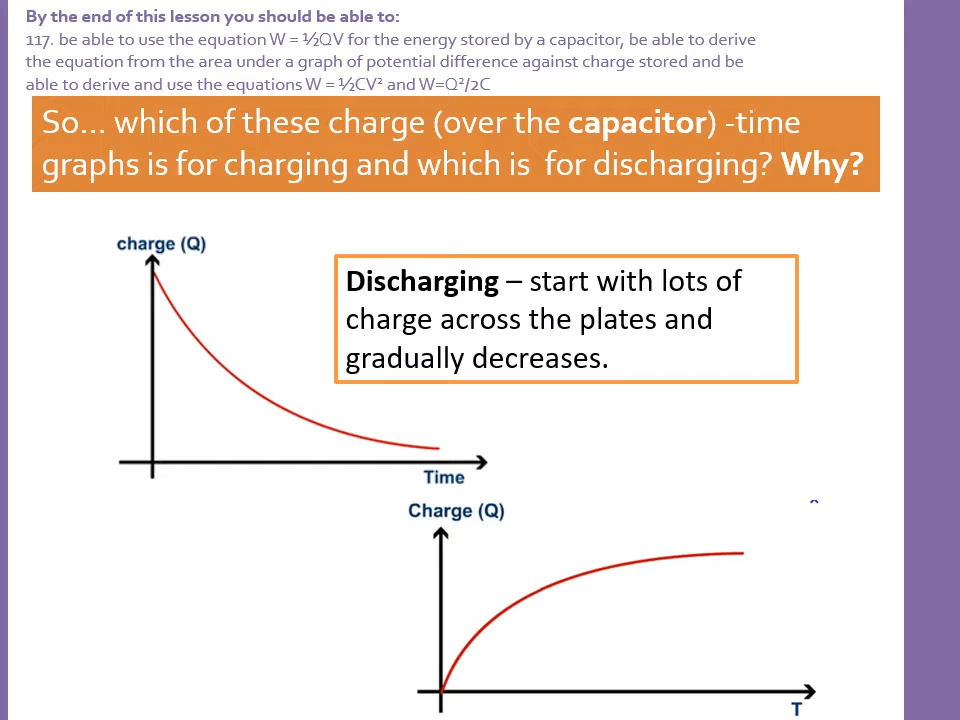 By the end of this lesson you should be able to:
117. be able to use the equation W = ½QV for the energy stored by a capacitor, be able to derive
the equation from the area under a graph of potential difference against charge stored and be
able to derive and use the equations W = ½CV² and W=Q²/2C
So… which of these charge (over the capacitor) -time
graphs is for charging and which is  for discharging? Why?
charge (Q)
Discharging – start with lots of
charge across the plates and
gradually decreases.
Time
Charge (Q)
T